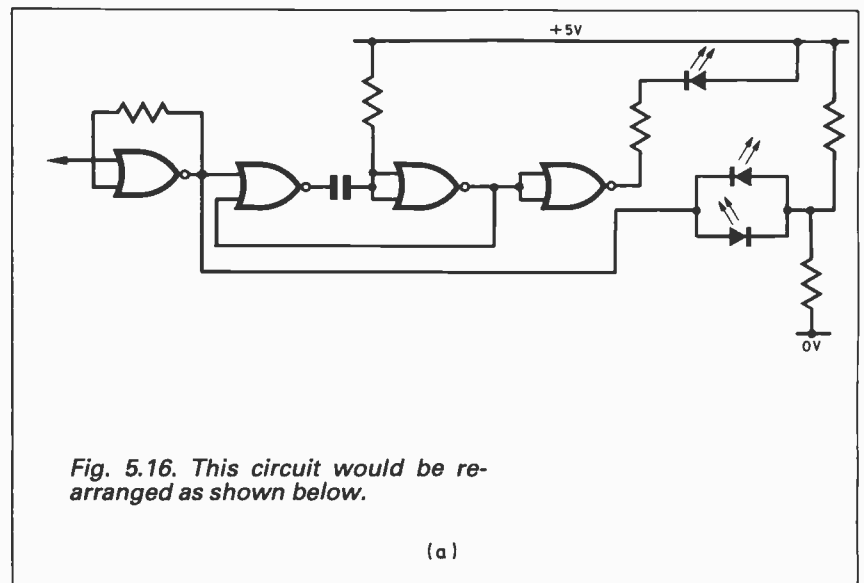 +5V
0V
Fig. 5.16. This circuit would be re-
arranged as shown below.
(a)